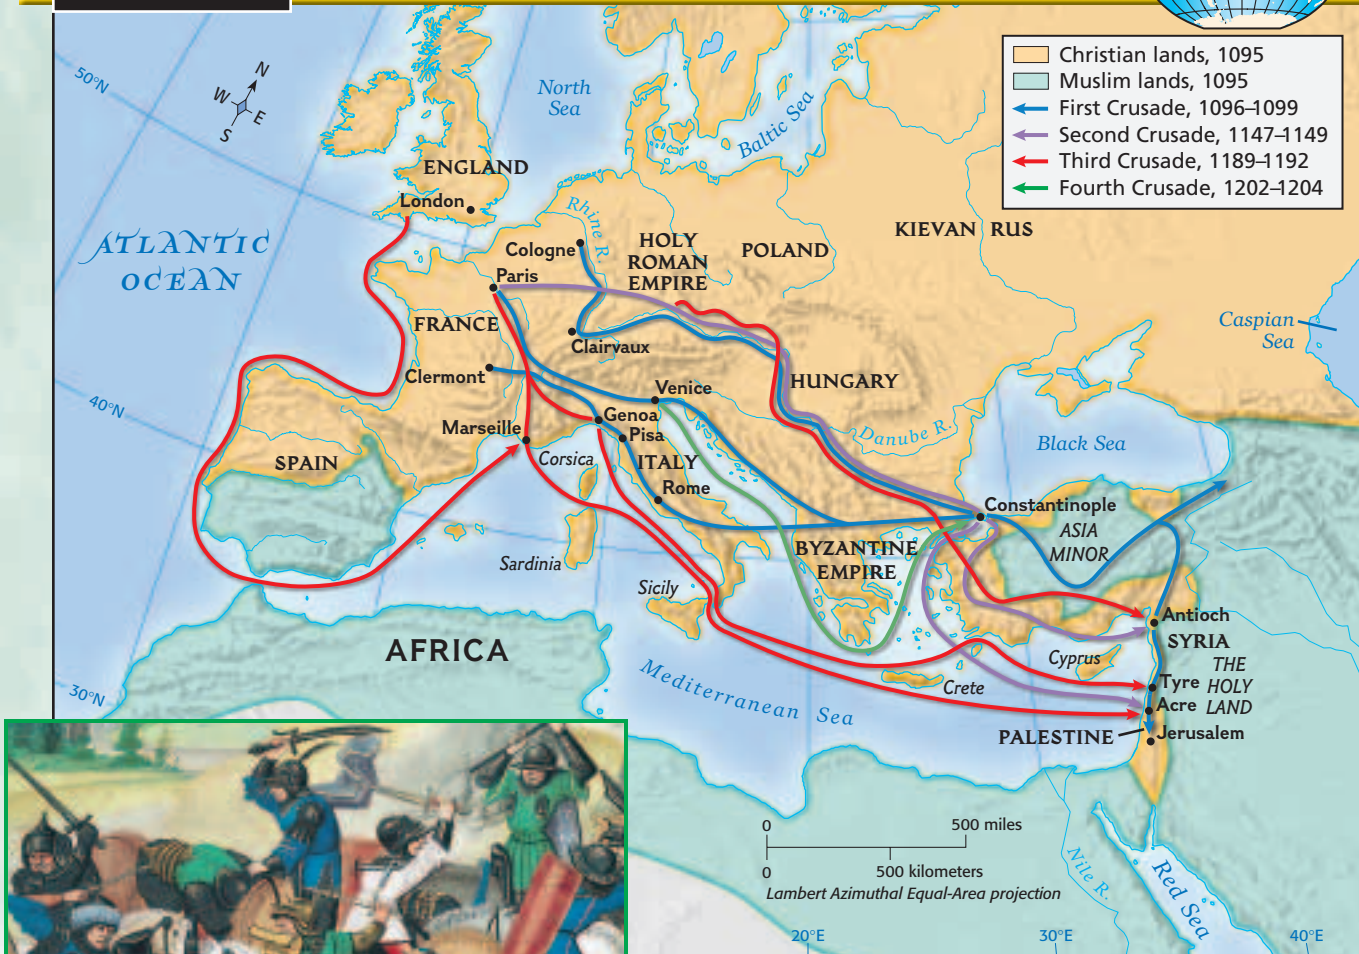 Christian lands, 1095
Muslim lands, 1095
First Crusade, 1096–1099
Second Crusade, 1147–1149
Third Crusade, 1189–1192
Fourth Crusade, 1202–1204
50°N
N
W
E
S
North
Sea
Baltic Sea
ENGLAND
London
ATLANTIC
OCEAN
Rhine R.
Cologne
HOLY
ROMAN
EMPIRE
POLAND
KIEVAN RUS
Paris
FRANCE
Clairvaux
Caspian
Sea
Clermont
Venice
HUNGARY
40°N
Genoa
Marseille
Pisa
Danube R.
Black Sea
SPAIN
Corsica
ITALY
Rome
Constantinople
ASIA
MINOR
BYZANTINE
EMPIRE
Sardinia
Sicily
Antioch
SYRIA
AFRICA
Cyprus
THE
HOLY
LAND
Mediterranean Sea
Crete
Tyre
Acre
30°N
PALESTINE
Jerusalem
0
500 miles
0
500 kilometers
Lambert Azimuthal Equal-Area projection
Nile R.
Red Sea
20°E
30°E
40°E